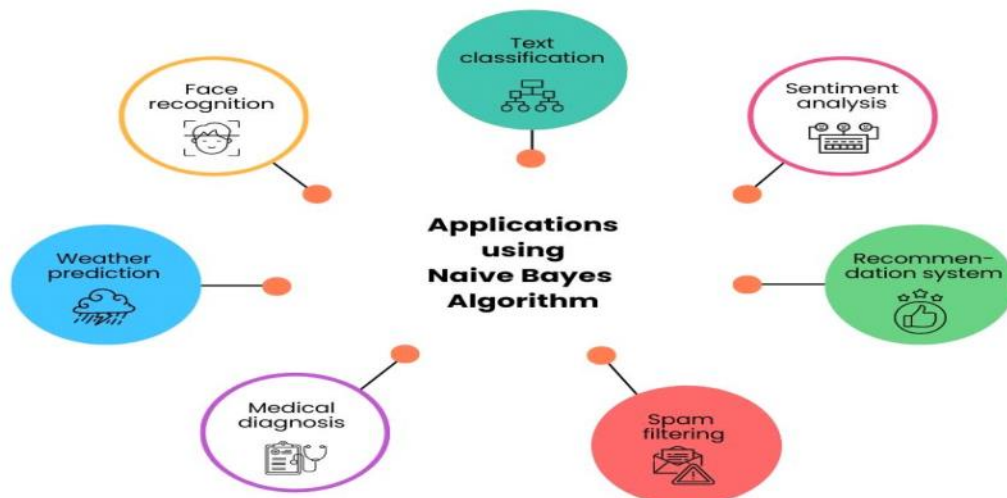 Text
classification
Face
recognition
Sentiment
analysis
Applications
using
Naive Bayes
Algorithm
Weather
prediction
Recommen-
dation system
Medical
diagnosis
Spam
filtering